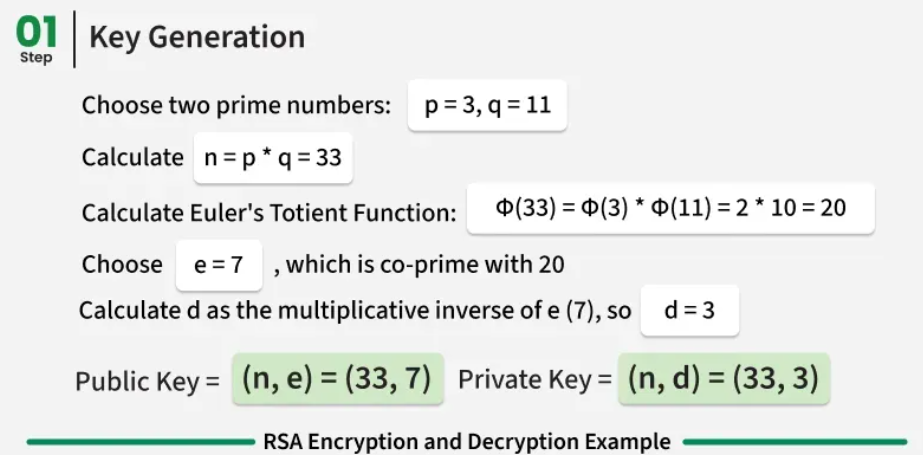 01
Step
Key Generation
Choose two prime numbers: p = 3, q = 11
Calculate n = p * q = 33
Calculate Euler's Totient Function: Φ(33) = Φ(3) * Φ(11) = 2 * 10 = 20
Choose e = 7 , which is co-prime with 20
Calculate d as the multiplicative inverse of e (7), so d = 3
Public Key = (n, e) = (33, 7) Private Key = (n, d) = (33, 3)
RSA Encryption and Decryption Example